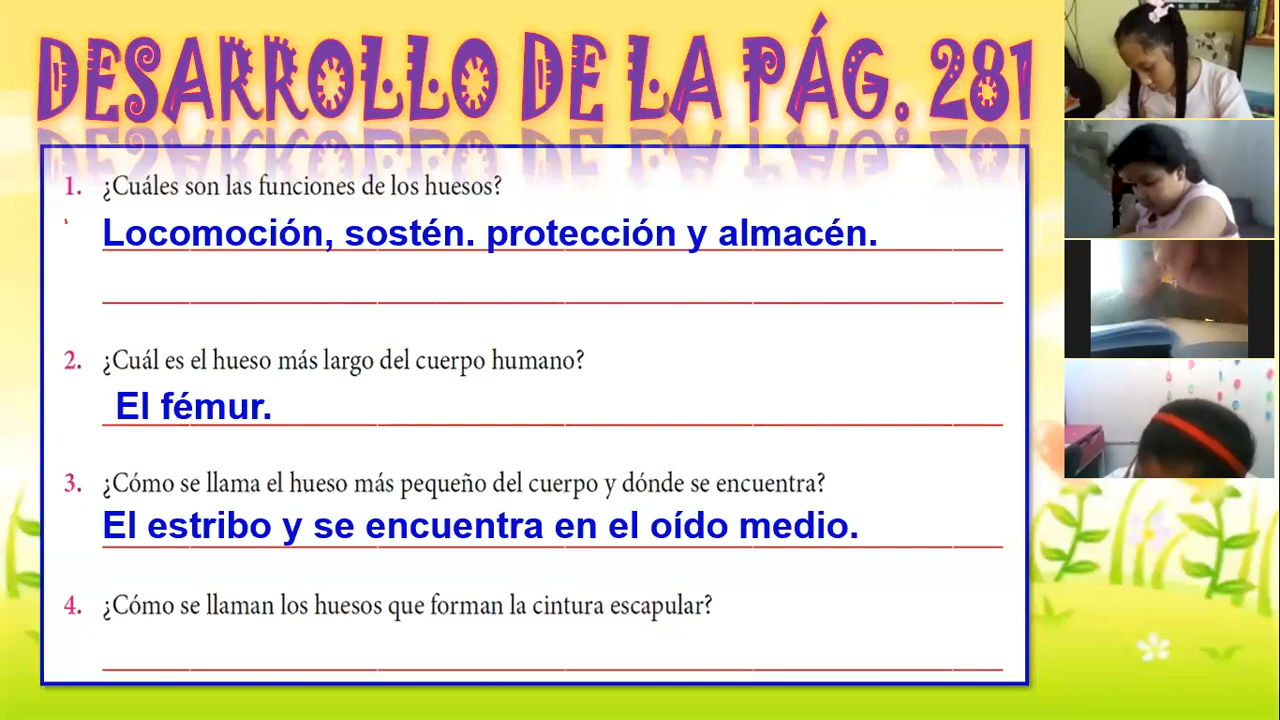 DESARROLLO DE LA PÁG. 281
1. ¿Cuáles son las funciones de los huesos?
Locomoción, sostén. protección y almacén.
2. ¿Cuál es el hueso más largo del cuerpo humano?
El fémur.
3. ¿Cómo se llama el hueso más pequeño del cuerpo y dónde se encuentra?
El estribo y se encuentra en el oído medio.
4. ¿Cómo se llaman los huesos que forman la cintura escapular?